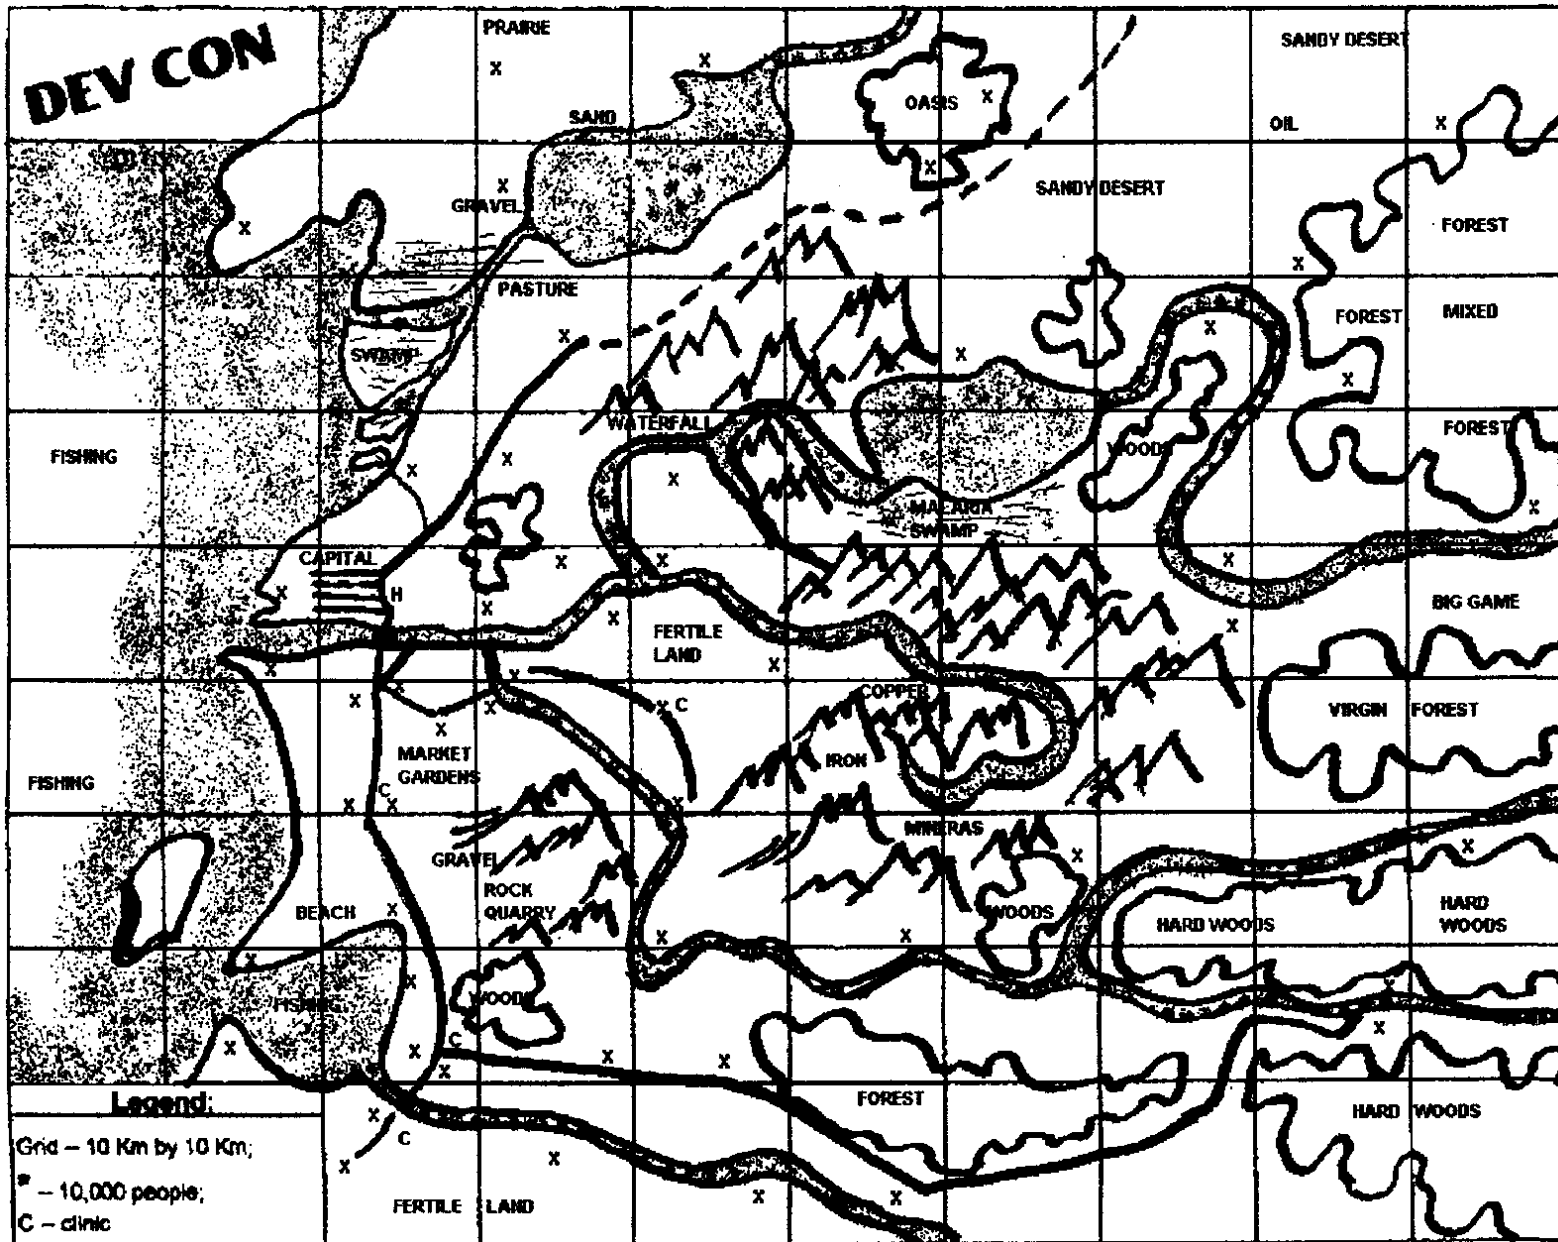 DEV CON
PRAIRIE
SANDY DESERT
OASIS
SAND
OIL
SANDY DESERT
GRAVEL
FOREST
PASTURE
FOREST
MIXED
SWAMP
WATERFALL
FISHING
WOODS
FOREST
MALARIA
SWAMP
CAPITAL
H
BIG GAME
FERTILE
LAND
COPPER
C
VIRGIN FOREST
MARKET
GARDENS
IRON
FISHING
C
MINERAS
GRAVEL
ROCK
QUARRY
BEACH
WOODS
HARD WOODS
HARD
WOODS
WOODS
FISHING
C
FOREST
HARD WOODS
C
FERTILE LAND
Legend:
Grid – 10 Km by 10 Km;
* – 10,000 people;
C – clinic